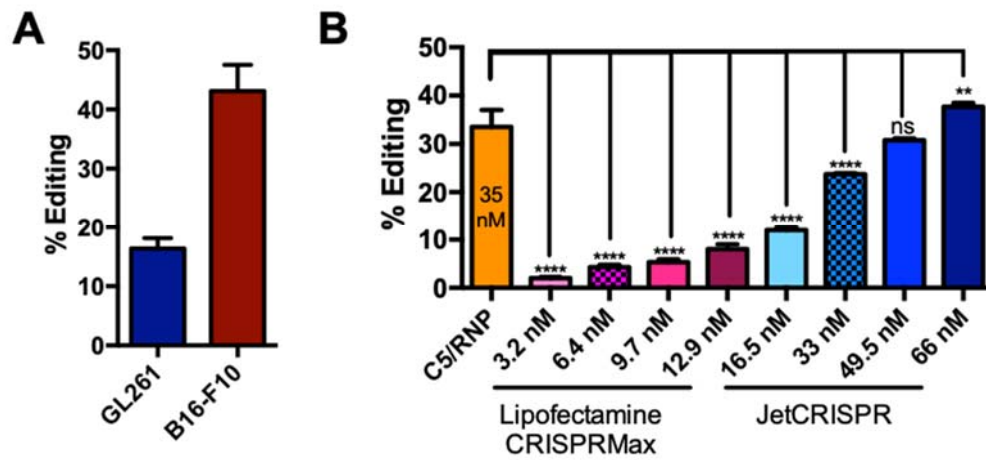 A
% Editing
50
40
30
20
10
0
GL261
B16-F10
B
% Editing
50
40
30
20
10
0
35
nM
****
****
****
****
****
****
ns
**
C5/RNP
3.2 nM
6.4 nM
9.7 nM
12.9 nM
16.5 nM
33 nM
49.5 nM
66 nM
Lipofectamine
CRISPRMax
JetCRISPR